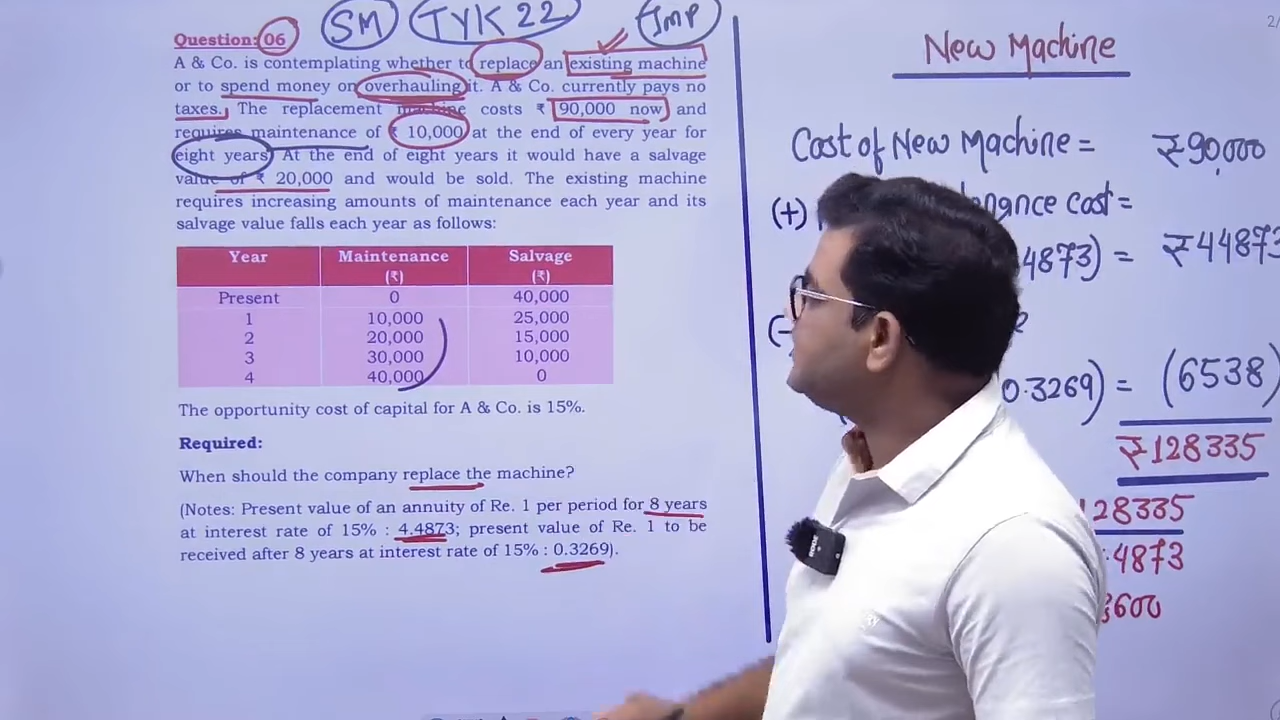 SM TYK 22 Imp
Question: 06
A & Co. is contemplating whether to replace an existing machine
or to spend money on overhauling it. A & Co. currently pays no
taxes. The replacement machine costs ₹ 90,000 now and
requires maintenance of ₹ 10,000 at the end of every year for
eight years. At the end of eight years it would have a salvage
value of ₹ 20,000 and would be sold. The existing machine
requires increasing amounts of maintenance each year and its
salvage value falls each year as follows:
Year Maintenance (₹) Salvage (₹)
Present 0 40,000
1 10,000 25,000
2 20,000 15,000
3 30,000 10,000
4 40,000 0
The opportunity cost of capital for A & Co. is 15%.
Required:
When should the company replace the machine?
(Notes: Present value of an annuity of Re. 1 per period for 8 years
at interest rate of 15% : 4.4873; present value of Re. 1 to be
received after 8 years at interest rate of 15% : 0.3269).
New Machine
Cost of New Machine = ₹90,000
(+) cost =
4873) = ₹44873
0.3269) = (6538)
₹128335
128335
4873
600
2/